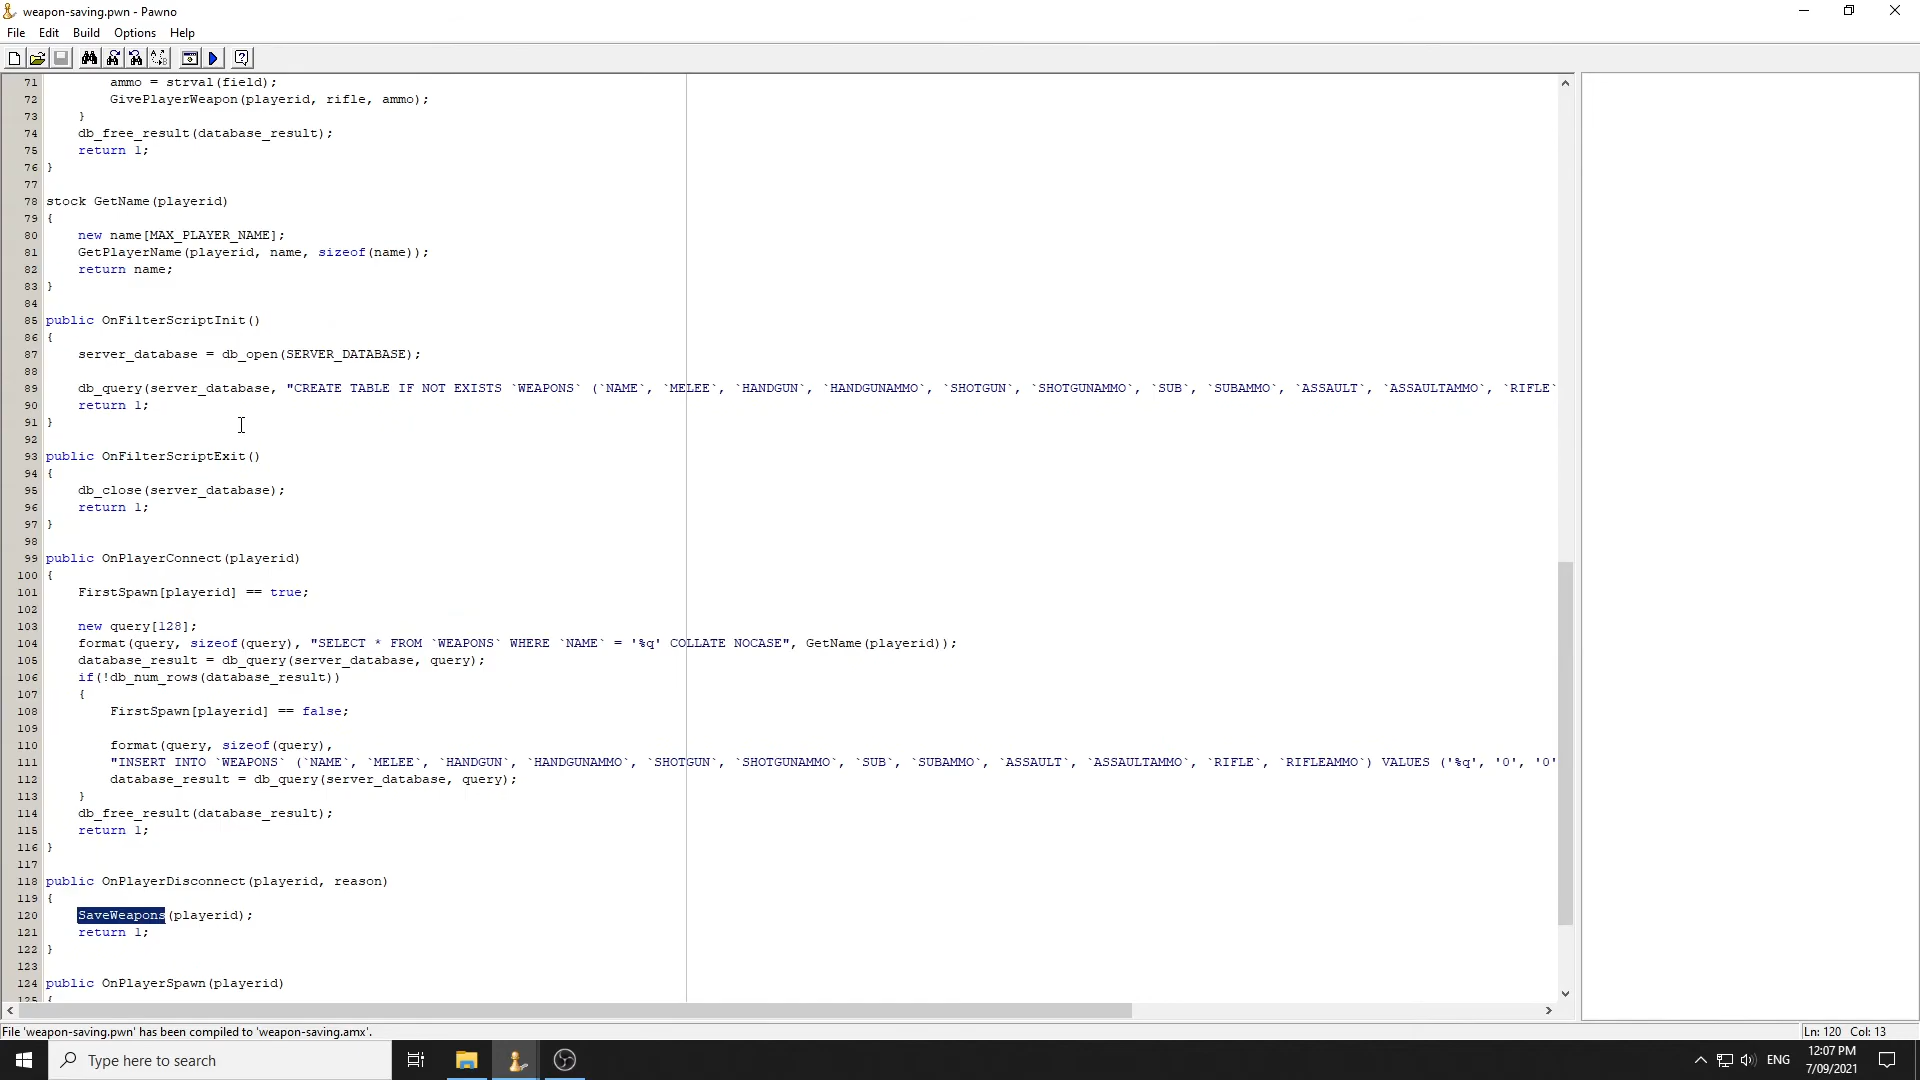 weapon-saving.pwn - Pawno
File Edit Build Options Help
71 ammo = strval(field);
72 GivePlayerWeapon(playerid, rifle, ammo);
73 }
74 db_free_result(database_result);
75 return 1;
76 }
77
78 stock GetName(playerid)
79 {
80 new name[MAX_PLAYER_NAME];
81 GetPlayerName(playerid, name, sizeof(name));
82 return name;
83 }
84
85 public OnFilterScriptInit()
86 {
87 server_database = db_open(SERVER_DATABASE);
88
89 db_query(server_database, "CREATE TABLE IF NOT EXISTS `WEAPONS` (`NAME`, `MELEE`, `HANDGUN`, `HANDGUNAMMO`, `SHOTGUN`, `SHOTGUNAMMO`, `SUB`, `SUBAMMO`, `ASSAULT`, `ASSAULTAMMO`, `RIFLE`
90 return 1;
91 }
92
93 public OnFilterScriptExit()
94 {
95 db_close(server_database);
96 return 1;
97 }
98
99 public OnPlayerConnect(playerid)
100 {
101 FirstSpawn[playerid] == true;
102
103 new query[128];
104 format(query, sizeof(query), "SELECT * FROM `WEAPONS` WHERE `NAME` = '%q' COLLATE NOCASE", GetName(playerid));
105 database_result = db_query(server_database, query);
106 if(!db_num_rows(database_result))
107 {
108 FirstSpawn[playerid] == false;
109
110 format(query, sizeof(query),
111 "INSERT INTO `WEAPONS` (`NAME`, `MELEE`, `HANDGUN`, `HANDGUNAMMO`, `SHOTGUN`, `SHOTGUNAMMO`, `SUB`, `SUBAMMO`, `ASSAULT`, `ASSAULTAMMO`, `RIFLE`, `RIFLEAMMO`) VALUES ('%q', '0', '0'
112 database_result = db_query(server_database, query);
113 }
114 db_free_result(database_result);
115 return 1;
116 }
117
118 public OnPlayerDisconnect(playerid, reason)
119 {
120 SaveWeapons(playerid);
121 return 1;
122 }
123
124 public OnPlayerSpawn(playerid)
125 {
File 'weapon-saving.pwn' has been compiled to 'weapon-saving.amx'.
Ln: 120 Col: 13
Type here to search
ENG
12:07 PM
7/09/2021